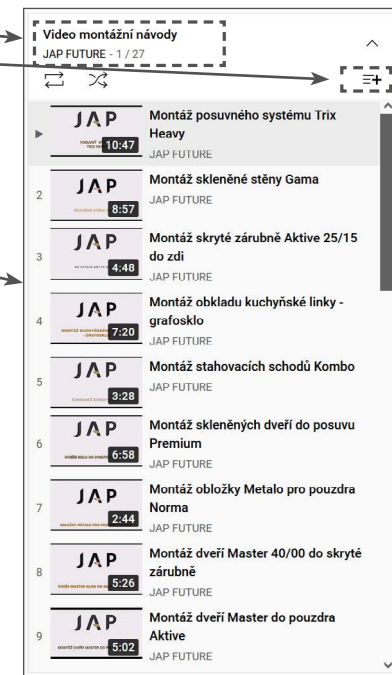 Video montážní návody
JAP FUTURE - 1 / 27
JAP
10:47
Montáž posuvného systému Trix
Heavy
JAP FUTURE
2
JAP
8:57
Montáž skleněné stěny Gama
JAP FUTURE
3
JAP
4:48
Montáž skryté zárubně Aktive 25/15
do zdi
JAP FUTURE
4
JAP
7:20
Montáž obkladu kuchyňské linky -
grafosklo
JAP FUTURE
5
JAP
3:28
Montáž stahovacích schodů Kombo
JAP FUTURE
6
JAP
6:58
Montáž skleněných dveří do posuvu
Premium
JAP FUTURE
7
JAP
2:44
Montáž obložky Metalo pro pouzdra
Norma
JAP FUTURE
8
JAP
5:26
Montáž dveří Master 40/00 do skryté
zárubně
JAP FUTURE
9
JAP
5:02
Montáž dveří Master do pouzdra
Aktive
JAP FUTURE